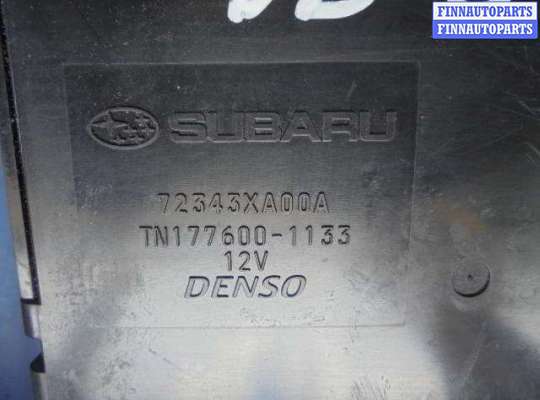 FINNAUTOPARTS
FINNAUTOPARTS
SUBARU
72343XA00A
TN177600-1133
12V
DENSO